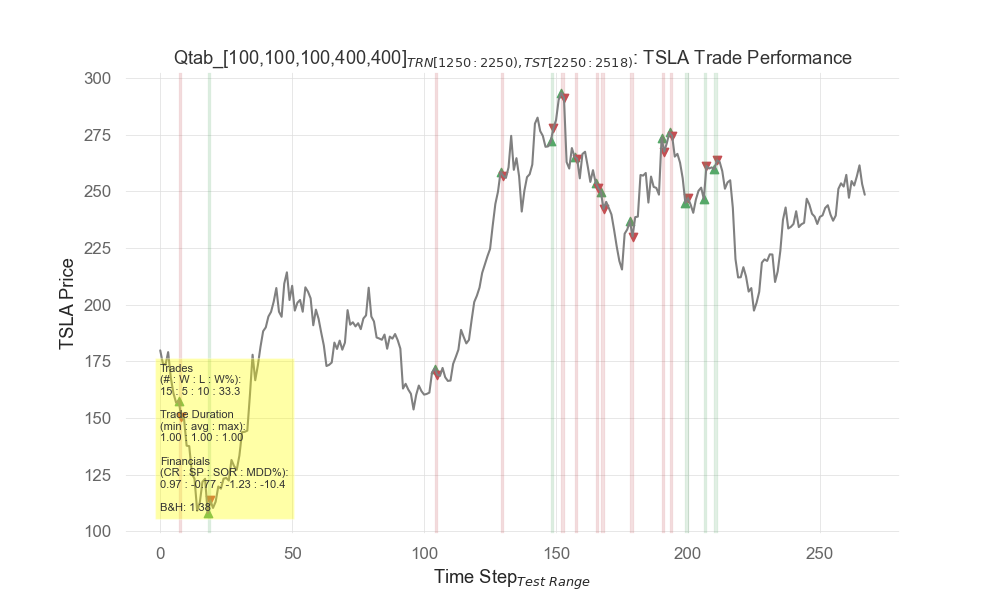 Qtab_[100,100,100,400,400]TRN[1250:2250),TST[2250:2518): TSLA Trade Performance
300
275
250
225
200
175
150
125
100
TSLA Price
Trades
(# : W : L : W%):
15 : 5 : 10 : 33.3
Trade Duration
(min : avg : max):
1.00 : 1.00 : 1.00
Financials
(CR : SP : SOR : MDD%):
0.97 : -0.77 : -1.23 : -10.4
B&H: 1.38
0 50 100 150 200 250
Time StepTest Range